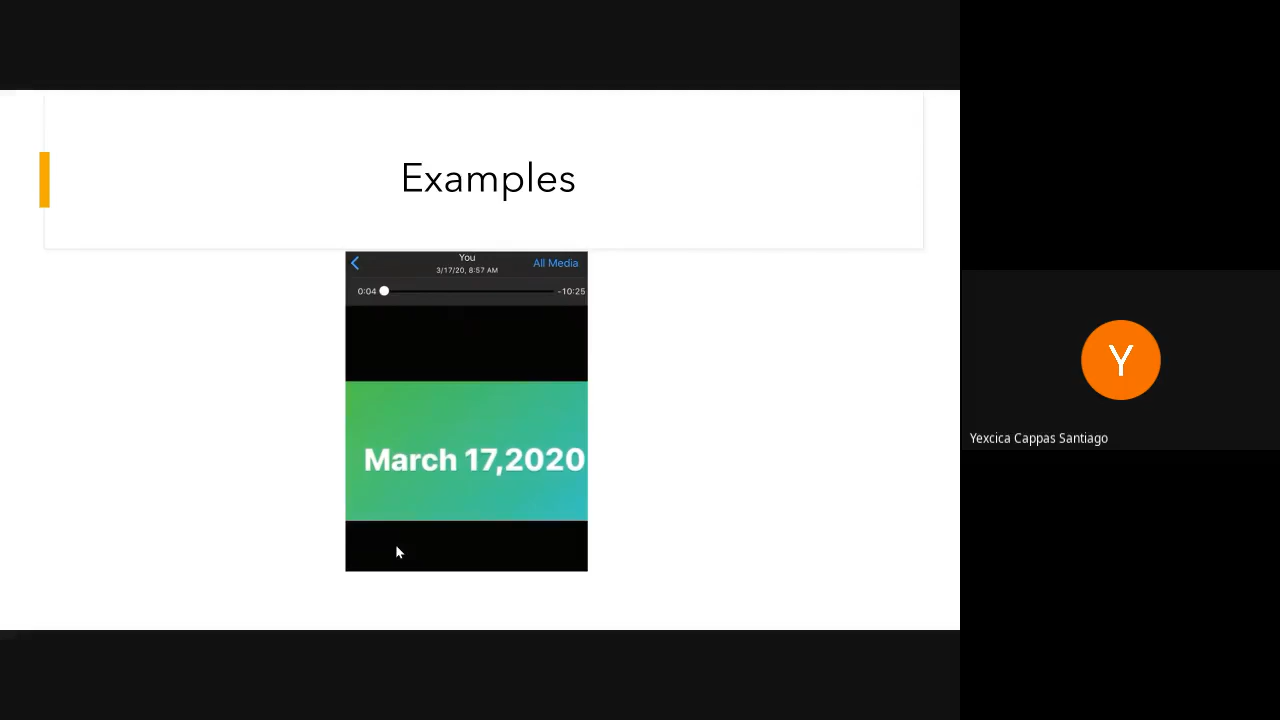 Examples
You
3/17/20, 8:57 AM
All Media
0:04
-10:25
March 17,2020
Y
Yexcica Cappas Santiago